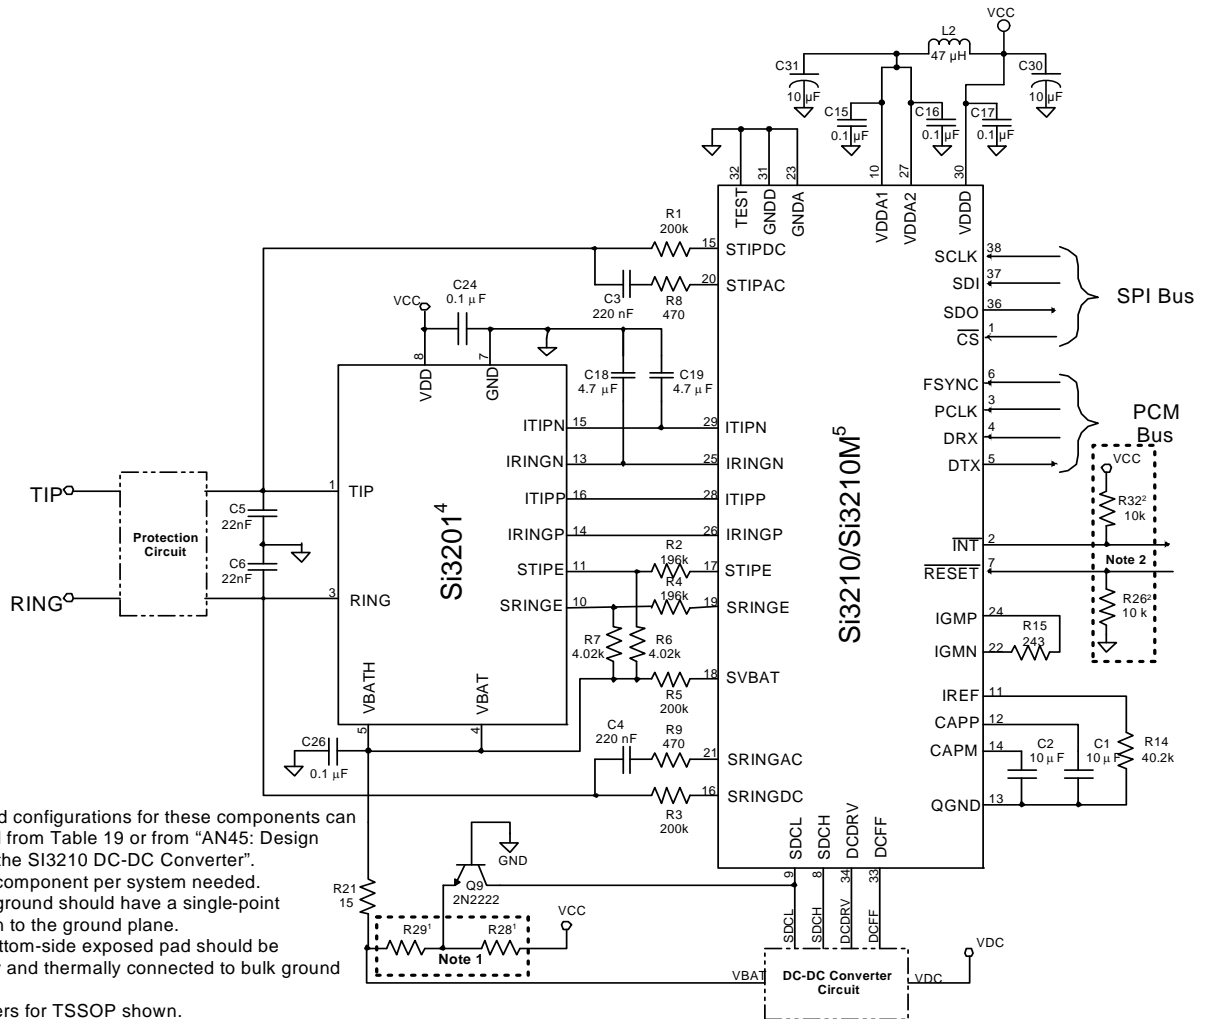 VCC
L2
47 µH
C31
10 µF
C30
10 µF
C15
0.1 µF
C16
0.1 µF
C17
0.1 µF
32
31
23
10
27
30
TEST
GNDD
GNDA
VDDA1
VDDA2
VDDD
R1
200k
15
STIPDC
C3
220 nF
R8
470
20
STIPAC
SCLK
38
SDI
37
SDO
36
CS
1
SPI Bus
FSYNC
6
PCLK
3
DRX
4
DTX
5
PCM
Bus
C24
0.1 µ F
VCC
8
VDD
7
GND
C18
4.7 µF
C19
4.7 µF
ITIPN
15
29
ITIPN
IRINGN
13
25
IRINGN
ITIPP
16
28
ITIPP
IRINGP
14
26
IRINGP
STIPE
11
R2
196k
17
STIPE
SRINGE
10
R4
196k
19
SRINGE
R7
4.02k
R6
4.02k
18
SVBAT
R5
200k
Si3201⁴
Si3210/Si3210M⁵
TIP
RING
Protection
Circuit
C5
22nF
C6
22nF
1
TIP
3
RING
VBATH
5
VBAT
4
VCC
R32²
10k
INT
2
Note 2
RESET
7
R26²
10 k
IGMP
24
R15
243
IGMN
22
IREF
11
CAPP
12
CAPM
14
C2
10 µ F
C1
10 µ F
R14
40.2k
QGND
13
C26
0.1 µF
C4
220 nF
R9
470
21
SRINGAC
16
SRINGDC
R3
200k
SDCL
SDCH
DCDRV
DCFF
9
8
34
33
SDCL
SDCH
DCDRV
DCFF
GND
Q9
2N2222
R21
15
R29¹
R28¹
Note 1
VCC
VBAT
DC-DC Converter
Circuit
VDC
VDC
d configurations for these components can
from Table 19 or from “AN45: Design
the SI3210 DC-DC Converter”.
component per system needed.
ground should have a single-point
n to the ground plane.
ttom-side exposed pad should be
and thermally connected to bulk ground
ers for TSSOP shown.